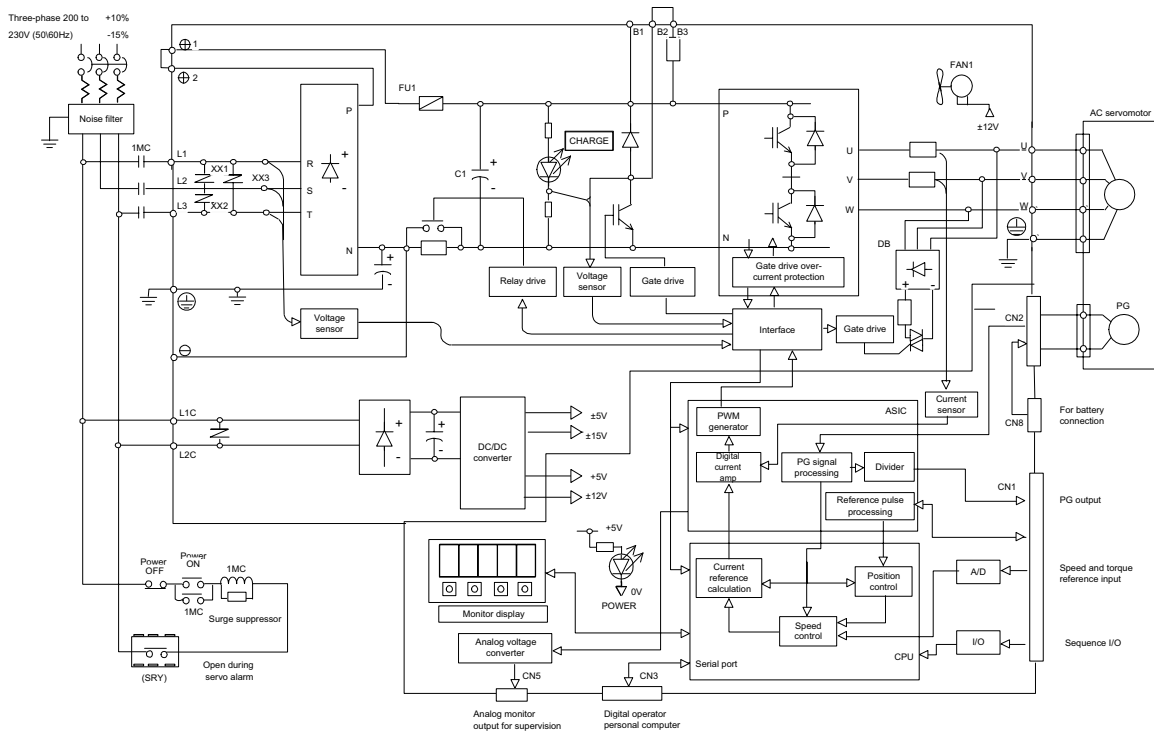 Three-phase 200 to +10%
230V (50\60Hz) -15%
Noise filter
1MC
L1
L2
L3
XX1
XX3
XX2
⊕ 1
⊕ 2
P
R
+
S
-
T
N
FU1
C1
+
-
+
-
CHARGE
B1
B2
B3
P
N
FAN1
±12V
AC servomotor
U
V
W
U
V
W
DB
+
-
Gate drive over-
current protection
Relay drive
Voltage
sensor
Gate drive
Voltage
sensor
Interface
Gate drive
CN2
PG
L1C
L2C
+
-
+
-
DC/DC
converter
±5V
±15V
+5V
±12V
PWM
generator
ASIC
Current
sensor
CN8
For battery
connection
Digital
current
amp
PG signal
processing
Divider
CN1
PG output
Reference pulse
processing
+5V
0V
POWER
Power
OFF
Power
ON
1MC
1MC
Surge suppressor
Monitor display
Current
reference
calculation
Position
control
A/D
Speed and torque
reference input
Speed
control
Analog voltage
converter
Serial port
CPU
I/O
Sequence I/O
(SRY)
Open during
servo alarm
CN5
CN3
Analog monitor
output for supervision
Digital operator
personal computer